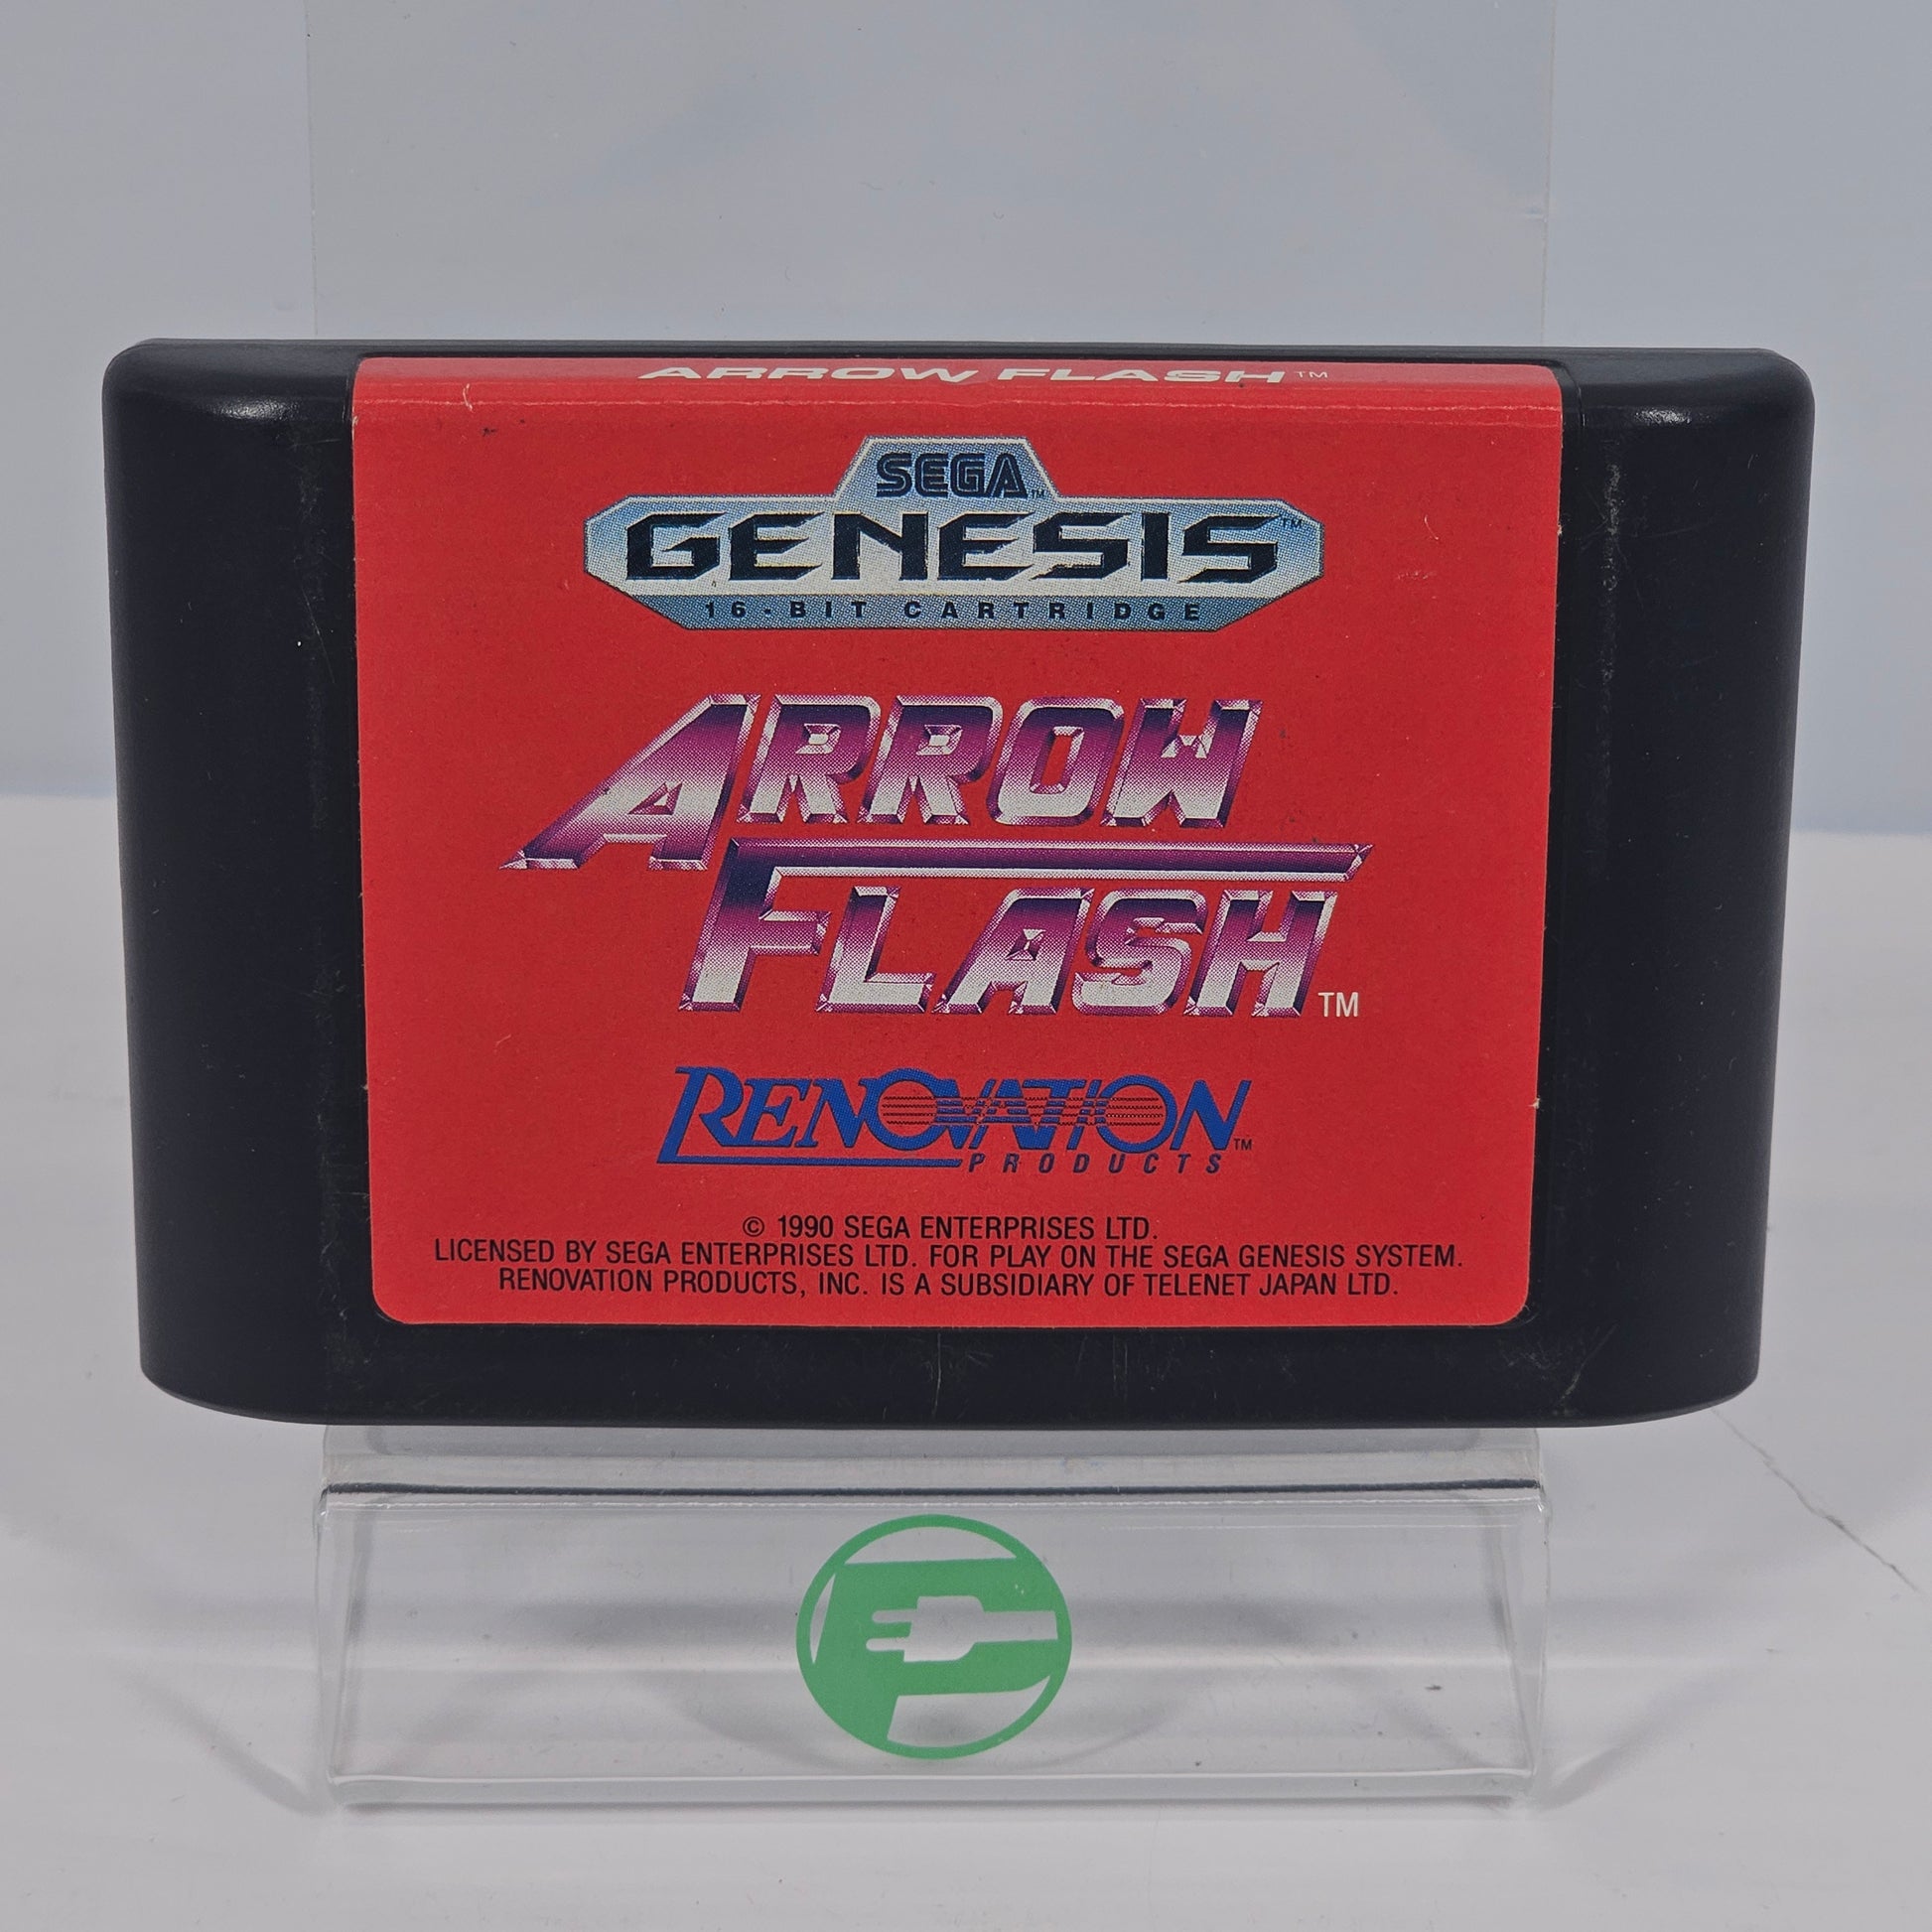 ARROW FLASH™
SEGA™
GENESIS™
16-BIT CARTRIDGE
ARROW
FLASH™
RENOVATION™
PRODUCTS
© 1990 SEGA ENTERPRISES LTD.
LICENSED BY SEGA ENTERPRISES LTD. FOR PLAY ON THE SEGA GENESIS SYSTEM.
RENOVATION PRODUCTS, INC. IS A SUBSIDIARY OF TELENET JAPAN LTD.